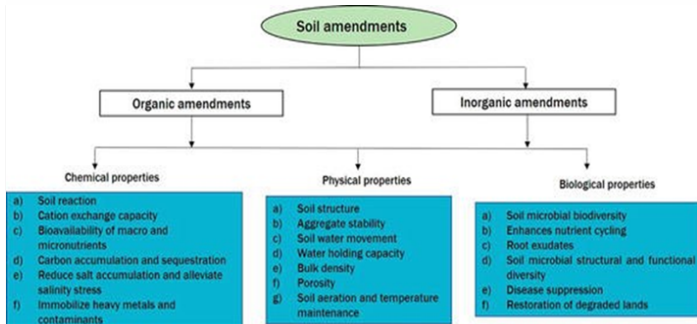 Soil amendments
Organic amendments
Inorganic amendments
Chemical properties
a) Soil reaction
b) Cation exchange capacity
c) Bioavailability of macro and
micronutrients
d) Carbon accumulation and sequestration
e) Reduce salt accumulation and alleviate
salinity stress
f) Immobilize heavy metals and
contaminants
Physical properties
a) Soil structure
b) Aggregate stability
c) Soil water movement
d) Water holding capacity
e) Bulk density
f) Porosity
g) Soil aeration and temperature
maintenance
Biological properties
a) Soil microbial biodiversity
b) Enhances nutrient cycling
c) Root exudates
d) Soil microbial structural and functional
diversity
e) Disease suppression
f) Restoration of degraded lands